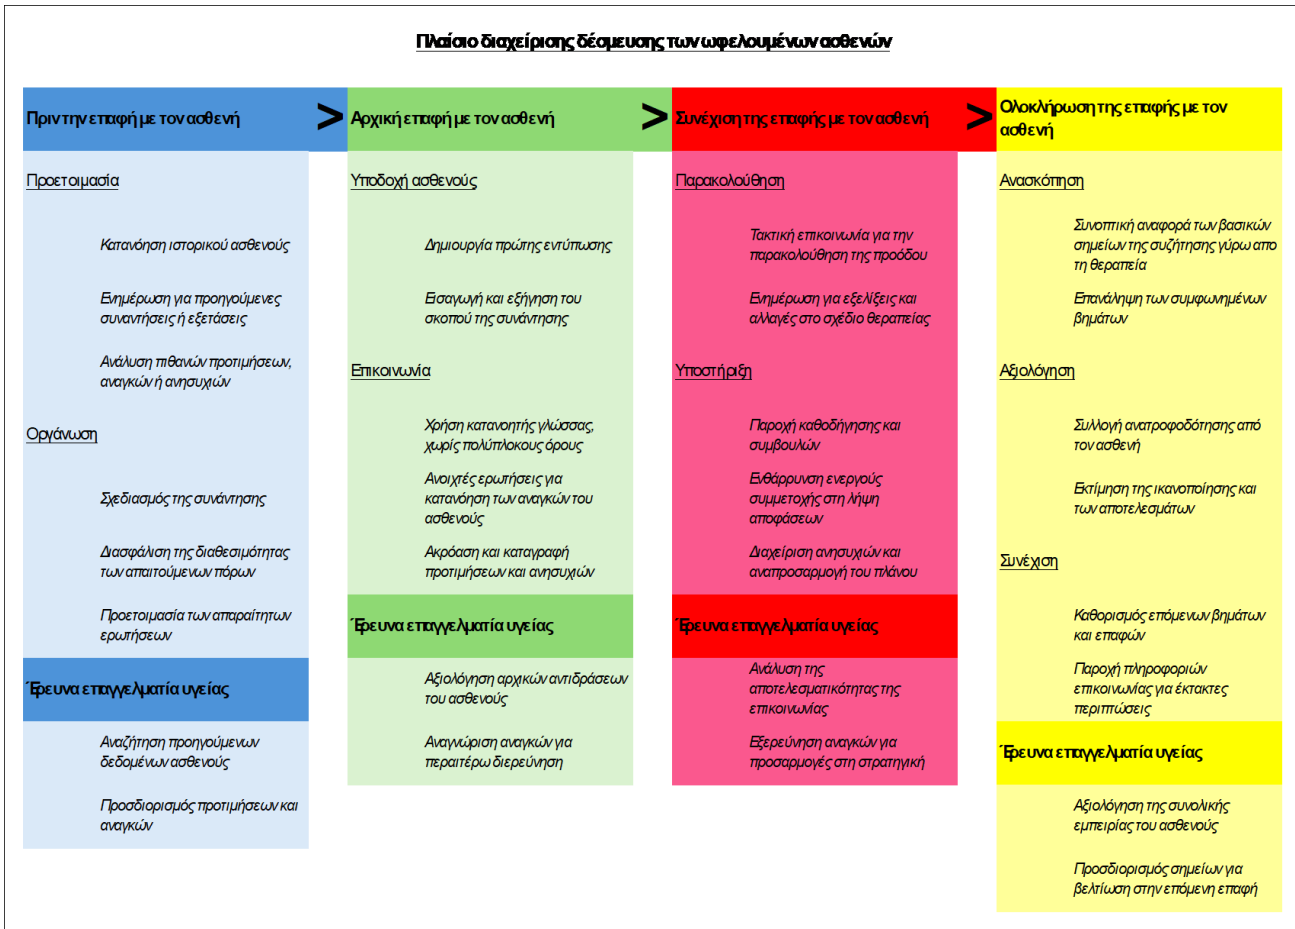 Πλαίσιο διαχείρισης δέσμευσης των ωφελουμένων ασθενών
Πριν την επαφή με τον ασθενή
>
Αρχική επαφή με τον ασθενή
>
Συνέχιση της επαφής με ασθενή
>
Ολοκλήρωση της επαφής με τον
ασθενή
Προετοιμασία
Κατανόηση ιστορικού ασθενούς
Ενημέρωση για προηγούμενες
συναντήσεις ή εξετάσεις
Ανάλυση πιθανών προτιμήσεων,
αναγκών ή ανησυχιών
Οργάνωση
Σχεδιασμός της συνάντησης
Διασφάλιση της διαθεσιμότητας
των απαιτούμενων πόρων
Προετοιμασία των απαραίτητων
ερωτήσεων
Έρευνα επαγγελματία υγείας
Αναζήτηση προηγούμενων
δεδομένων ασθενούς
Προσδιορισμός προτιμήσεων και
αναγκών
Υποδοχή ασθενούς
Δημιουργία πρώτης εντύπωσης
Εισαγωγή και εξήγηση του
σκοπού της συνάντησης
Επικοινωνία
Χρήση κατανοητής γλώσσας,
χωρίς πολύπλοκους όρους
Ανοιχτές ερωτήσεις για
κατανόηση των αναγκών του
ασθενούς
Ακρόαση και καταγραφή
προτιμήσεων και ανησυχιών
Έρευνα επαγγελματία υγείας
Αξιολόγηση αρχικών αντιδράσεων
του ασθενούς
Αναγνώριση αναγκών για
περαιτέρω διερεύνηση
Παρακολούθηση
Τακτική επικοινωνία για την
παρακολούθηση της προόδου
Ενημέρωση για εξελίξεις και
αλλαγές στο σχέδιο θεραπείας
Υποστήριξη
Παροχή καθοδήγησης και
συμβουλών
Ενθάρρυνση ενεργούς
συμμετοχής στη λήψη
αποφάσεων
Διαχείριση ανησυχιών και
αναπροσαρμογή του πλάνου
Έρευνα επαγγελματία υγείας
Ανάλυση της
αποτελεσματικότητας της
επικοινωνίας
Εξερεύνηση αναγκών για
προσαρμογές στη στρατηγική
Ανασκόπηση
Συνοπτική αναφορά των βασικών
σημείων της συζήτησης γύρω απο
τη θεραπεία
Επανάληψη των συμφωνημένων
βημάτων
Αξιολόγηση
Συλλογή ανατροφοδότησης από
τον ασθενή
Εκτίμηση της ικανοποίησης και
των αποτελεσμάτων
Συνέχιση
Καθορισμός επόμενων βημάτων
και επαφών
Παροχή πληροφοριών
επικοινωνίας για έκτακτες
περιπτώσεις
Έρευνα επαγγελματία υγείας
Αξιολόγηση της συνολικής
εμπειρίας του ασθενούς
Προσδιορισμός σημείων για
βελτίωση στην επόμενη επαφή